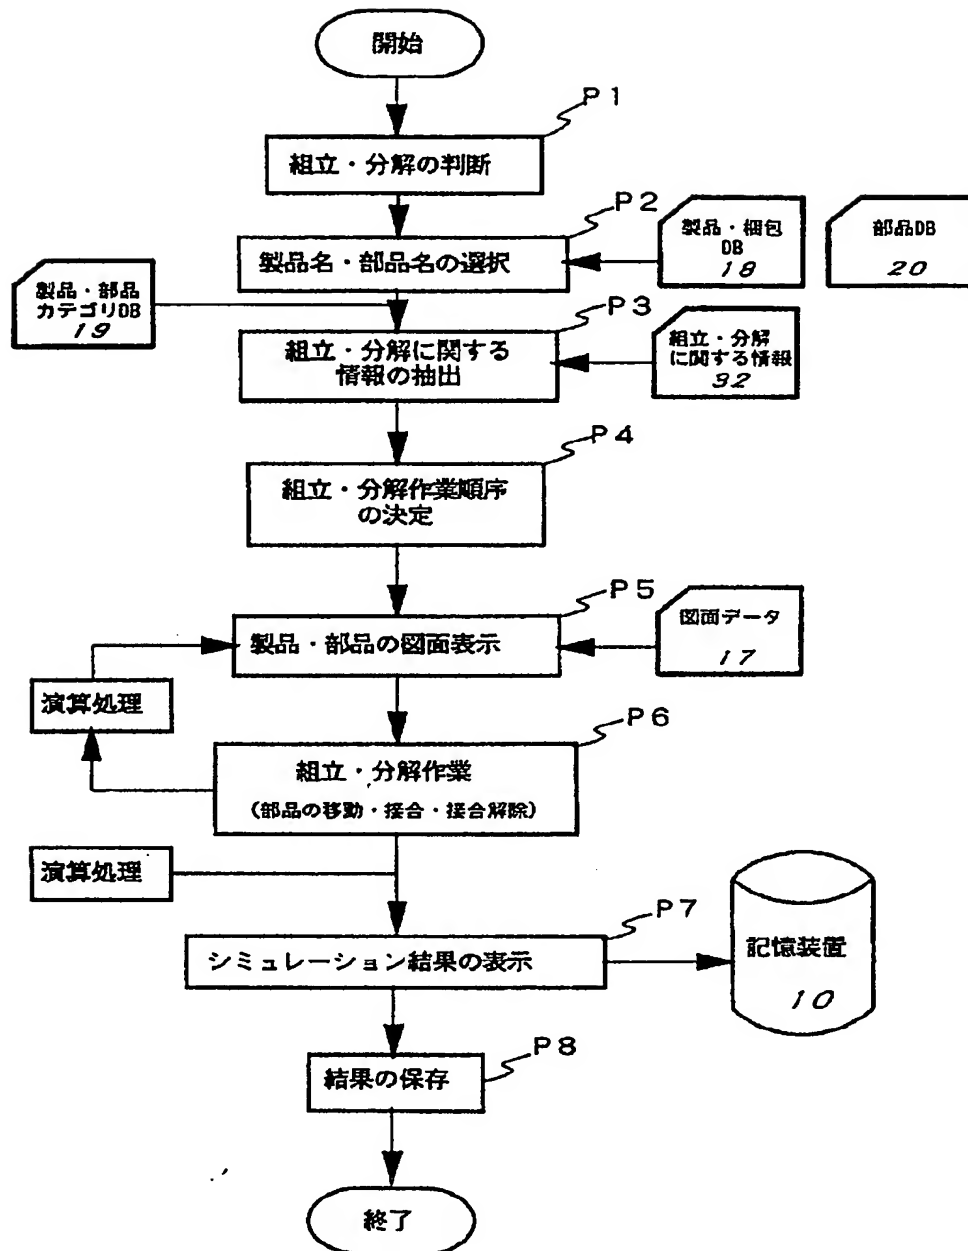 開始
P1
組立・分解の判断
P2
製品名・部品名の選択
製品・梱包
DB
18
部品DB
20
製品・部品
カテゴリDB
19
P3
組立・分解に関する
情報の抽出
組立・分解
に関する情報
32
P4
組立・分解作業順序
の決定
P5
製品・部品の図面表示
図面データ
17
演算処理
P6
組立・分解作業
(部品の移動・接合・接合解除)
演算処理
P7
シミュレーション結果の表示
記憶装置
10
P8
結果の保存
終了